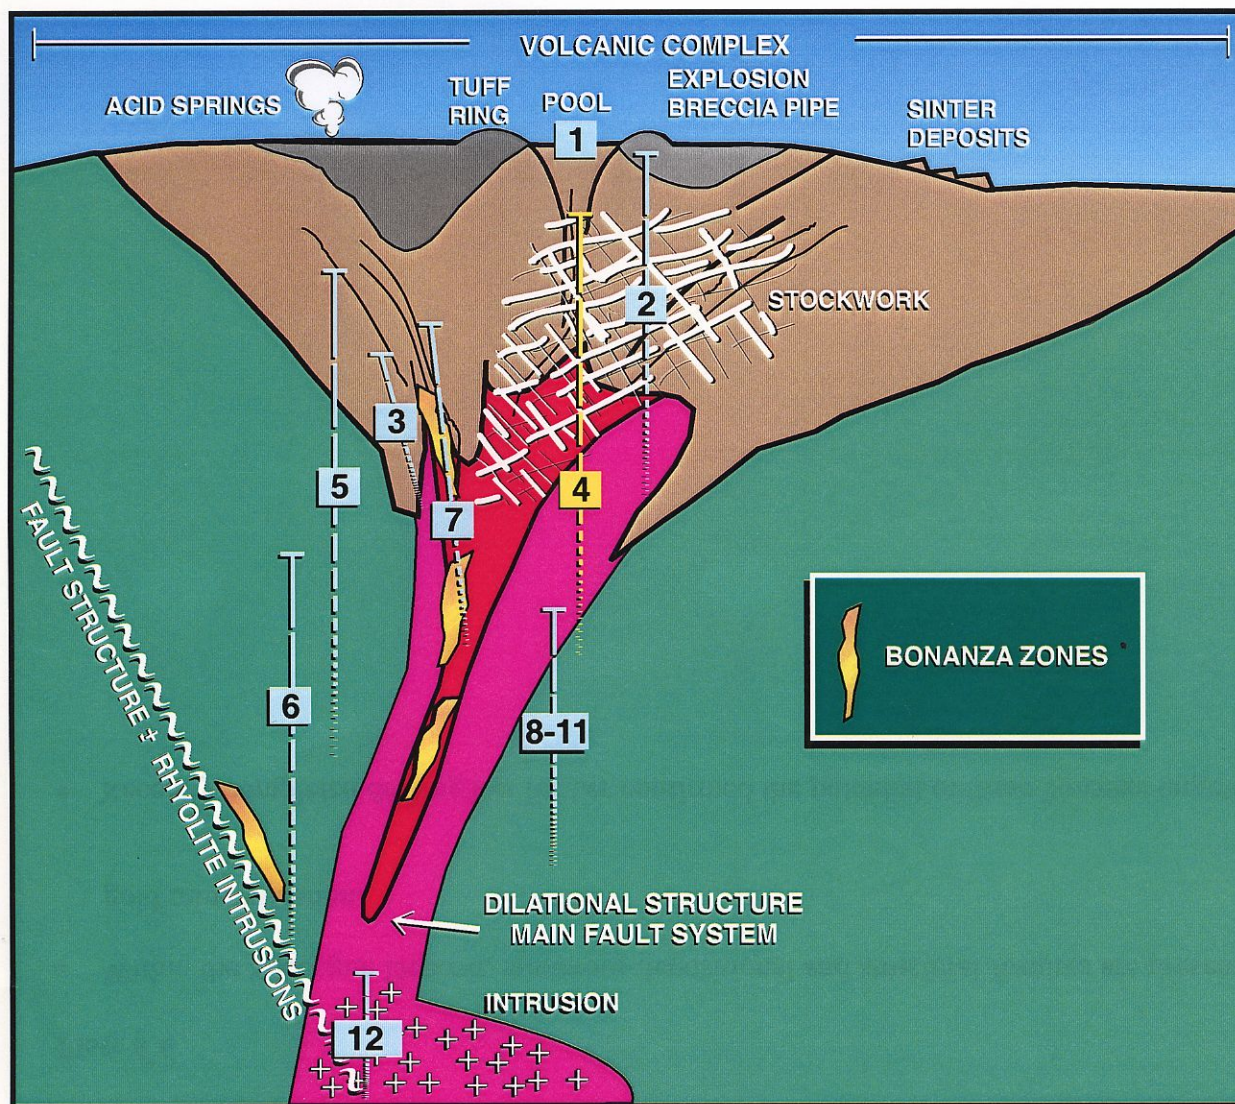 VOLCANIC COMPLEX
ACID SPRINGS
TUFF
RING
POOL
EXPLOSION
BRECCIA PIPE
SINTER
DEPOSITS
1
2
STOCKWORK
3
5
4
7
FAULT STRUCTURE ± RHYOLITE INTRUSIONS
BONANZA ZONES
6
8-11
DILATIONAL STRUCTURE
MAIN FAULT SYSTEM
INTRUSION
12